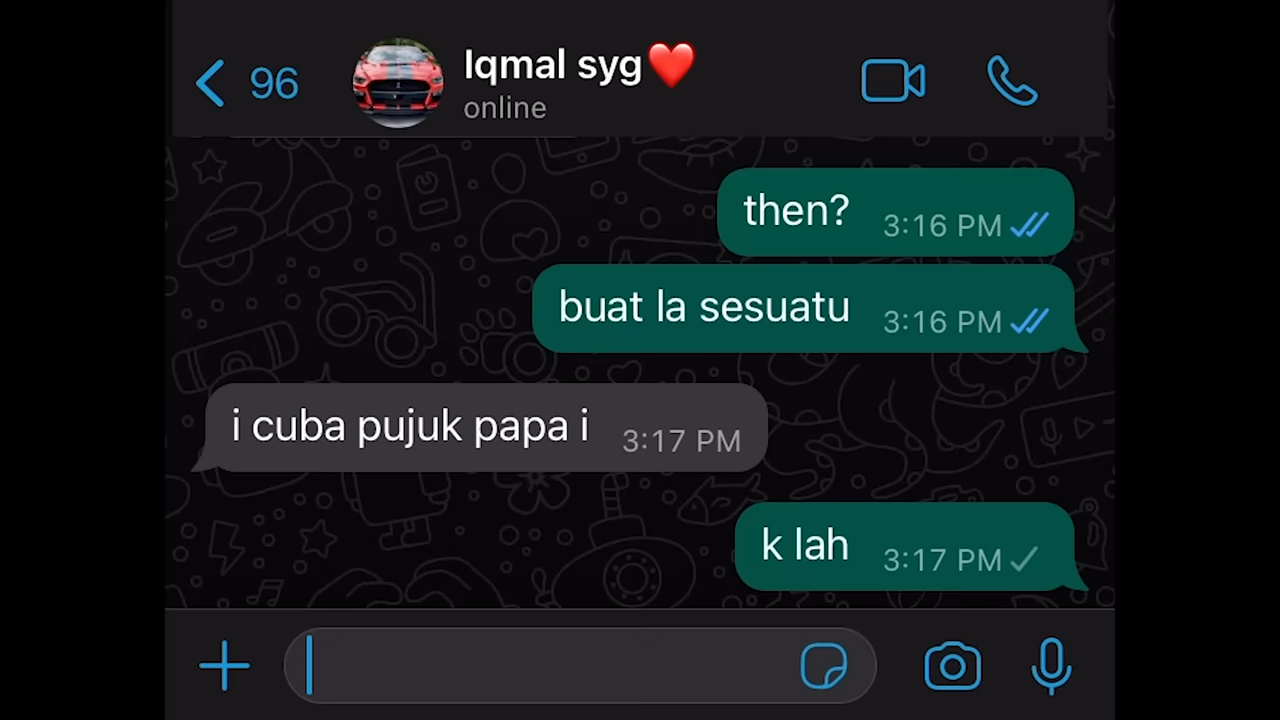 96
Iqmal syg❤️
online
then? 3:16 PM
buat la sesuatu 3:16 PM
i cuba pujuk papa i 3:17 PM
k lah 3:17 PM